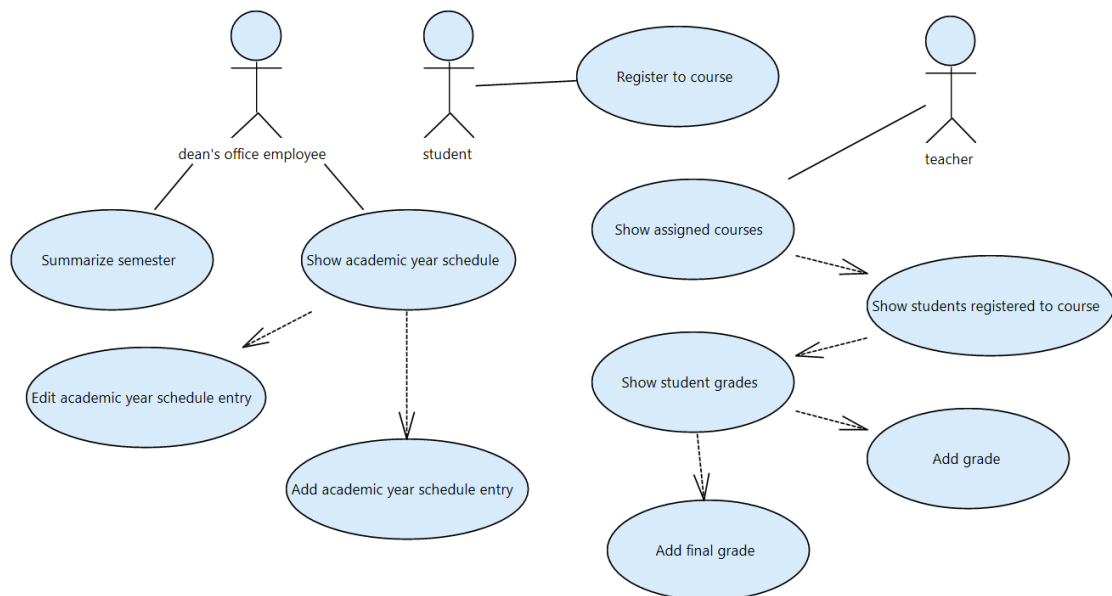 Register to course
dean's office employee
student
teacher
Summarize semester
Show academic year schedule
Show assigned courses
Show students registered to course
Edit academic year schedule entry
Show student grades
Add academic year schedule entry
Add grade
Add final grade